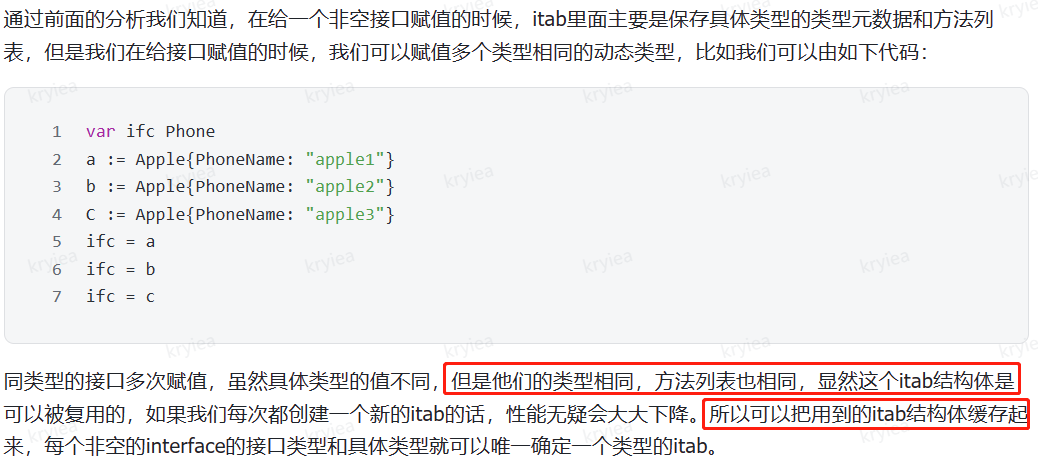 通过前面的分析我们知道，在给一个非空接口赋值的时候，itab里面主要是保存具体类型的类型元数据和方法列
表，但是我们在给接口赋值的时候，我们可以赋值多个类型相同的动态类型，比如我们可以由如下代码：
1 var ifc Phone
2 a := Apple{PhoneName: "apple1"}
3 b := Apple{PhoneName: "apple2"}
4 C := Apple{PhoneName: "apple3"}
5 ifc = a
6 ifc = b
7 ifc = c
同类型的接口多次赋值，虽然具体类型的值不同，但是他们的类型相同，方法列表也相同，显然这个itab结构体是
可以被复用的，如果我们每次都创建一个新的itab的话，性能无疑会大大下降。所以可以把用到的itab结构体缓存起
来，每个非空的interface的接口类型和具体类型就可以唯一确定一个类型的itab。
kryiea